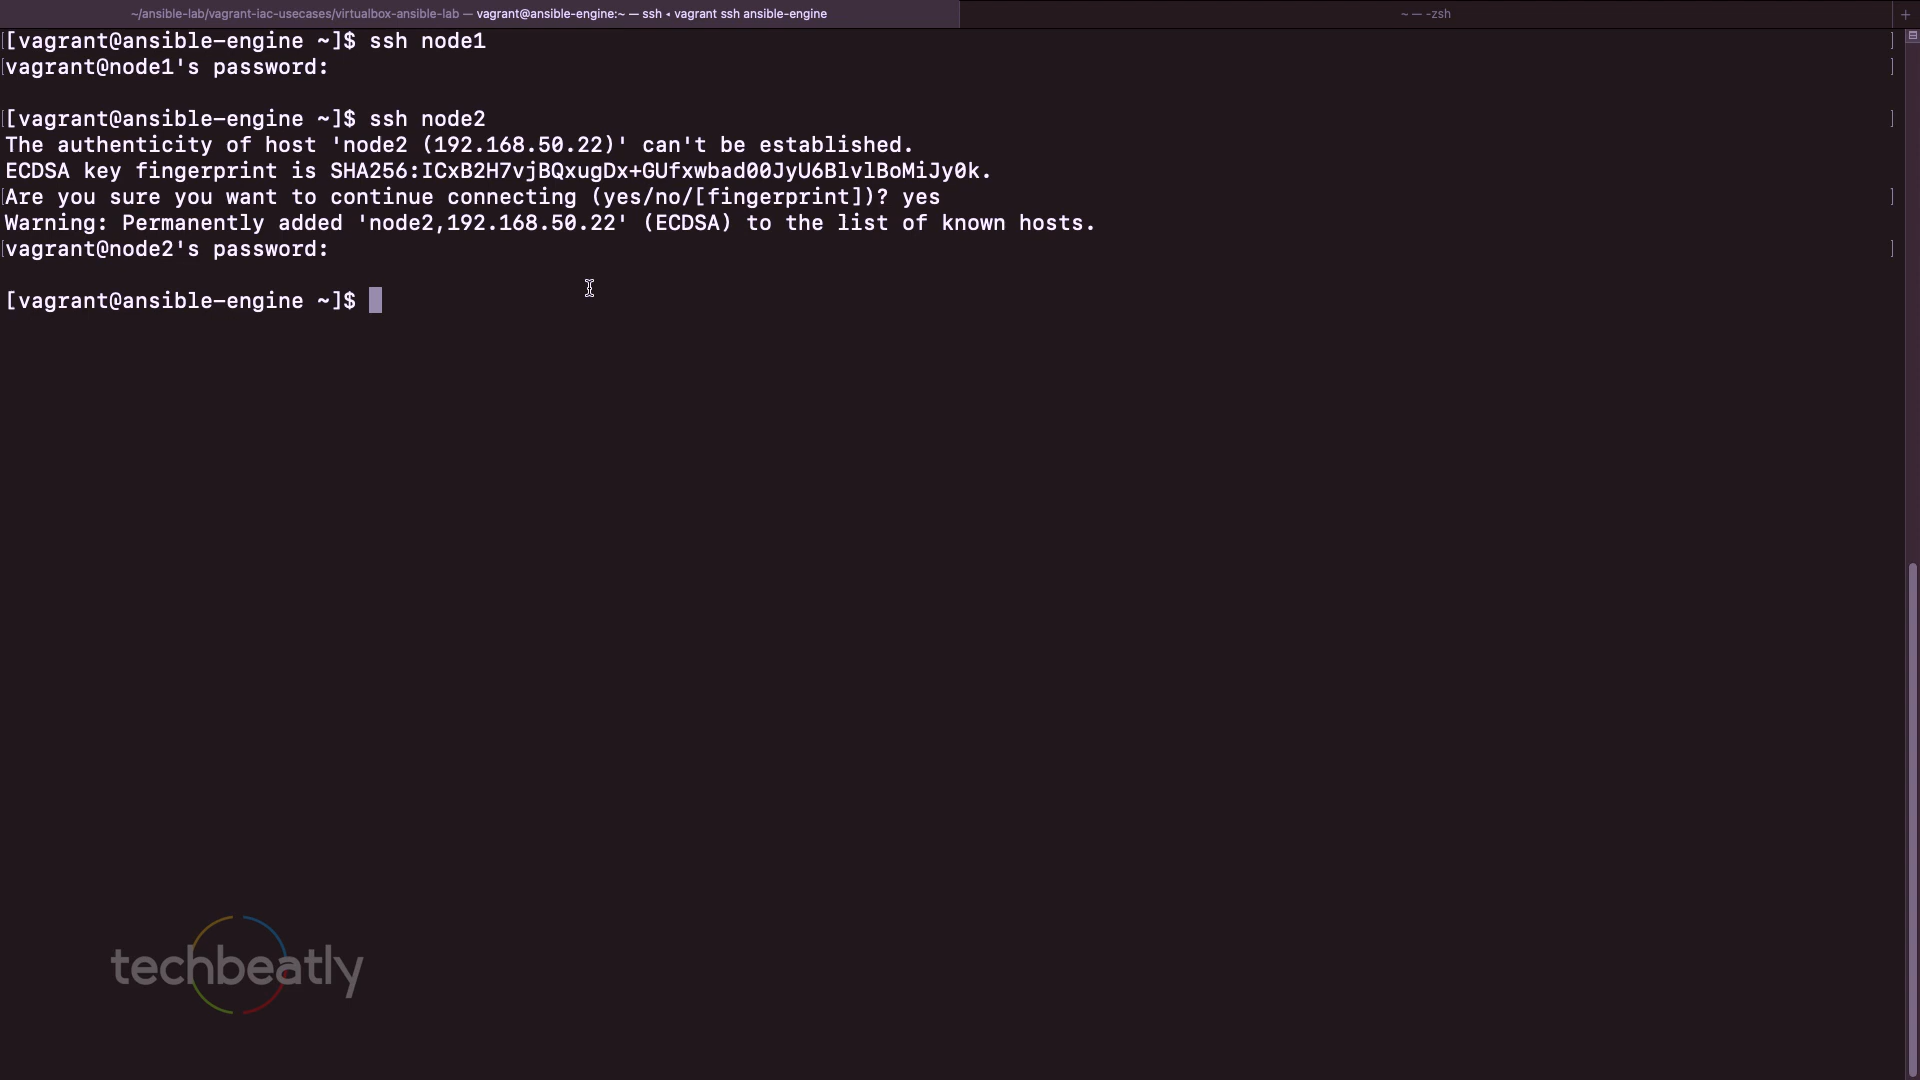 ~/ansible-lab/vagrant-iac-usecases/virtualbox-ansible-lab — vagrant@ansible-engine:~ — ssh ◂ vagrant ssh ansible-engine
~ — -zsh
[vagrant@ansible-engine ~]$ ssh node1
vagrant@node1's password:
[vagrant@ansible-engine ~]$ ssh node2
The authenticity of host 'node2 (192.168.50.22)' can't be established.
ECDSA key fingerprint is SHA256:ICxB2H7vjBQxugDx+GUfxwbad00JyU6BlvlBoMiJy0k.
Are you sure you want to continue connecting (yes/no/[fingerprint])? yes
Warning: Permanently added 'node2,192.168.50.22' (ECDSA) to the list of known hosts.
vagrant@node2's password:
[vagrant@ansible-engine ~]$
techbeatly